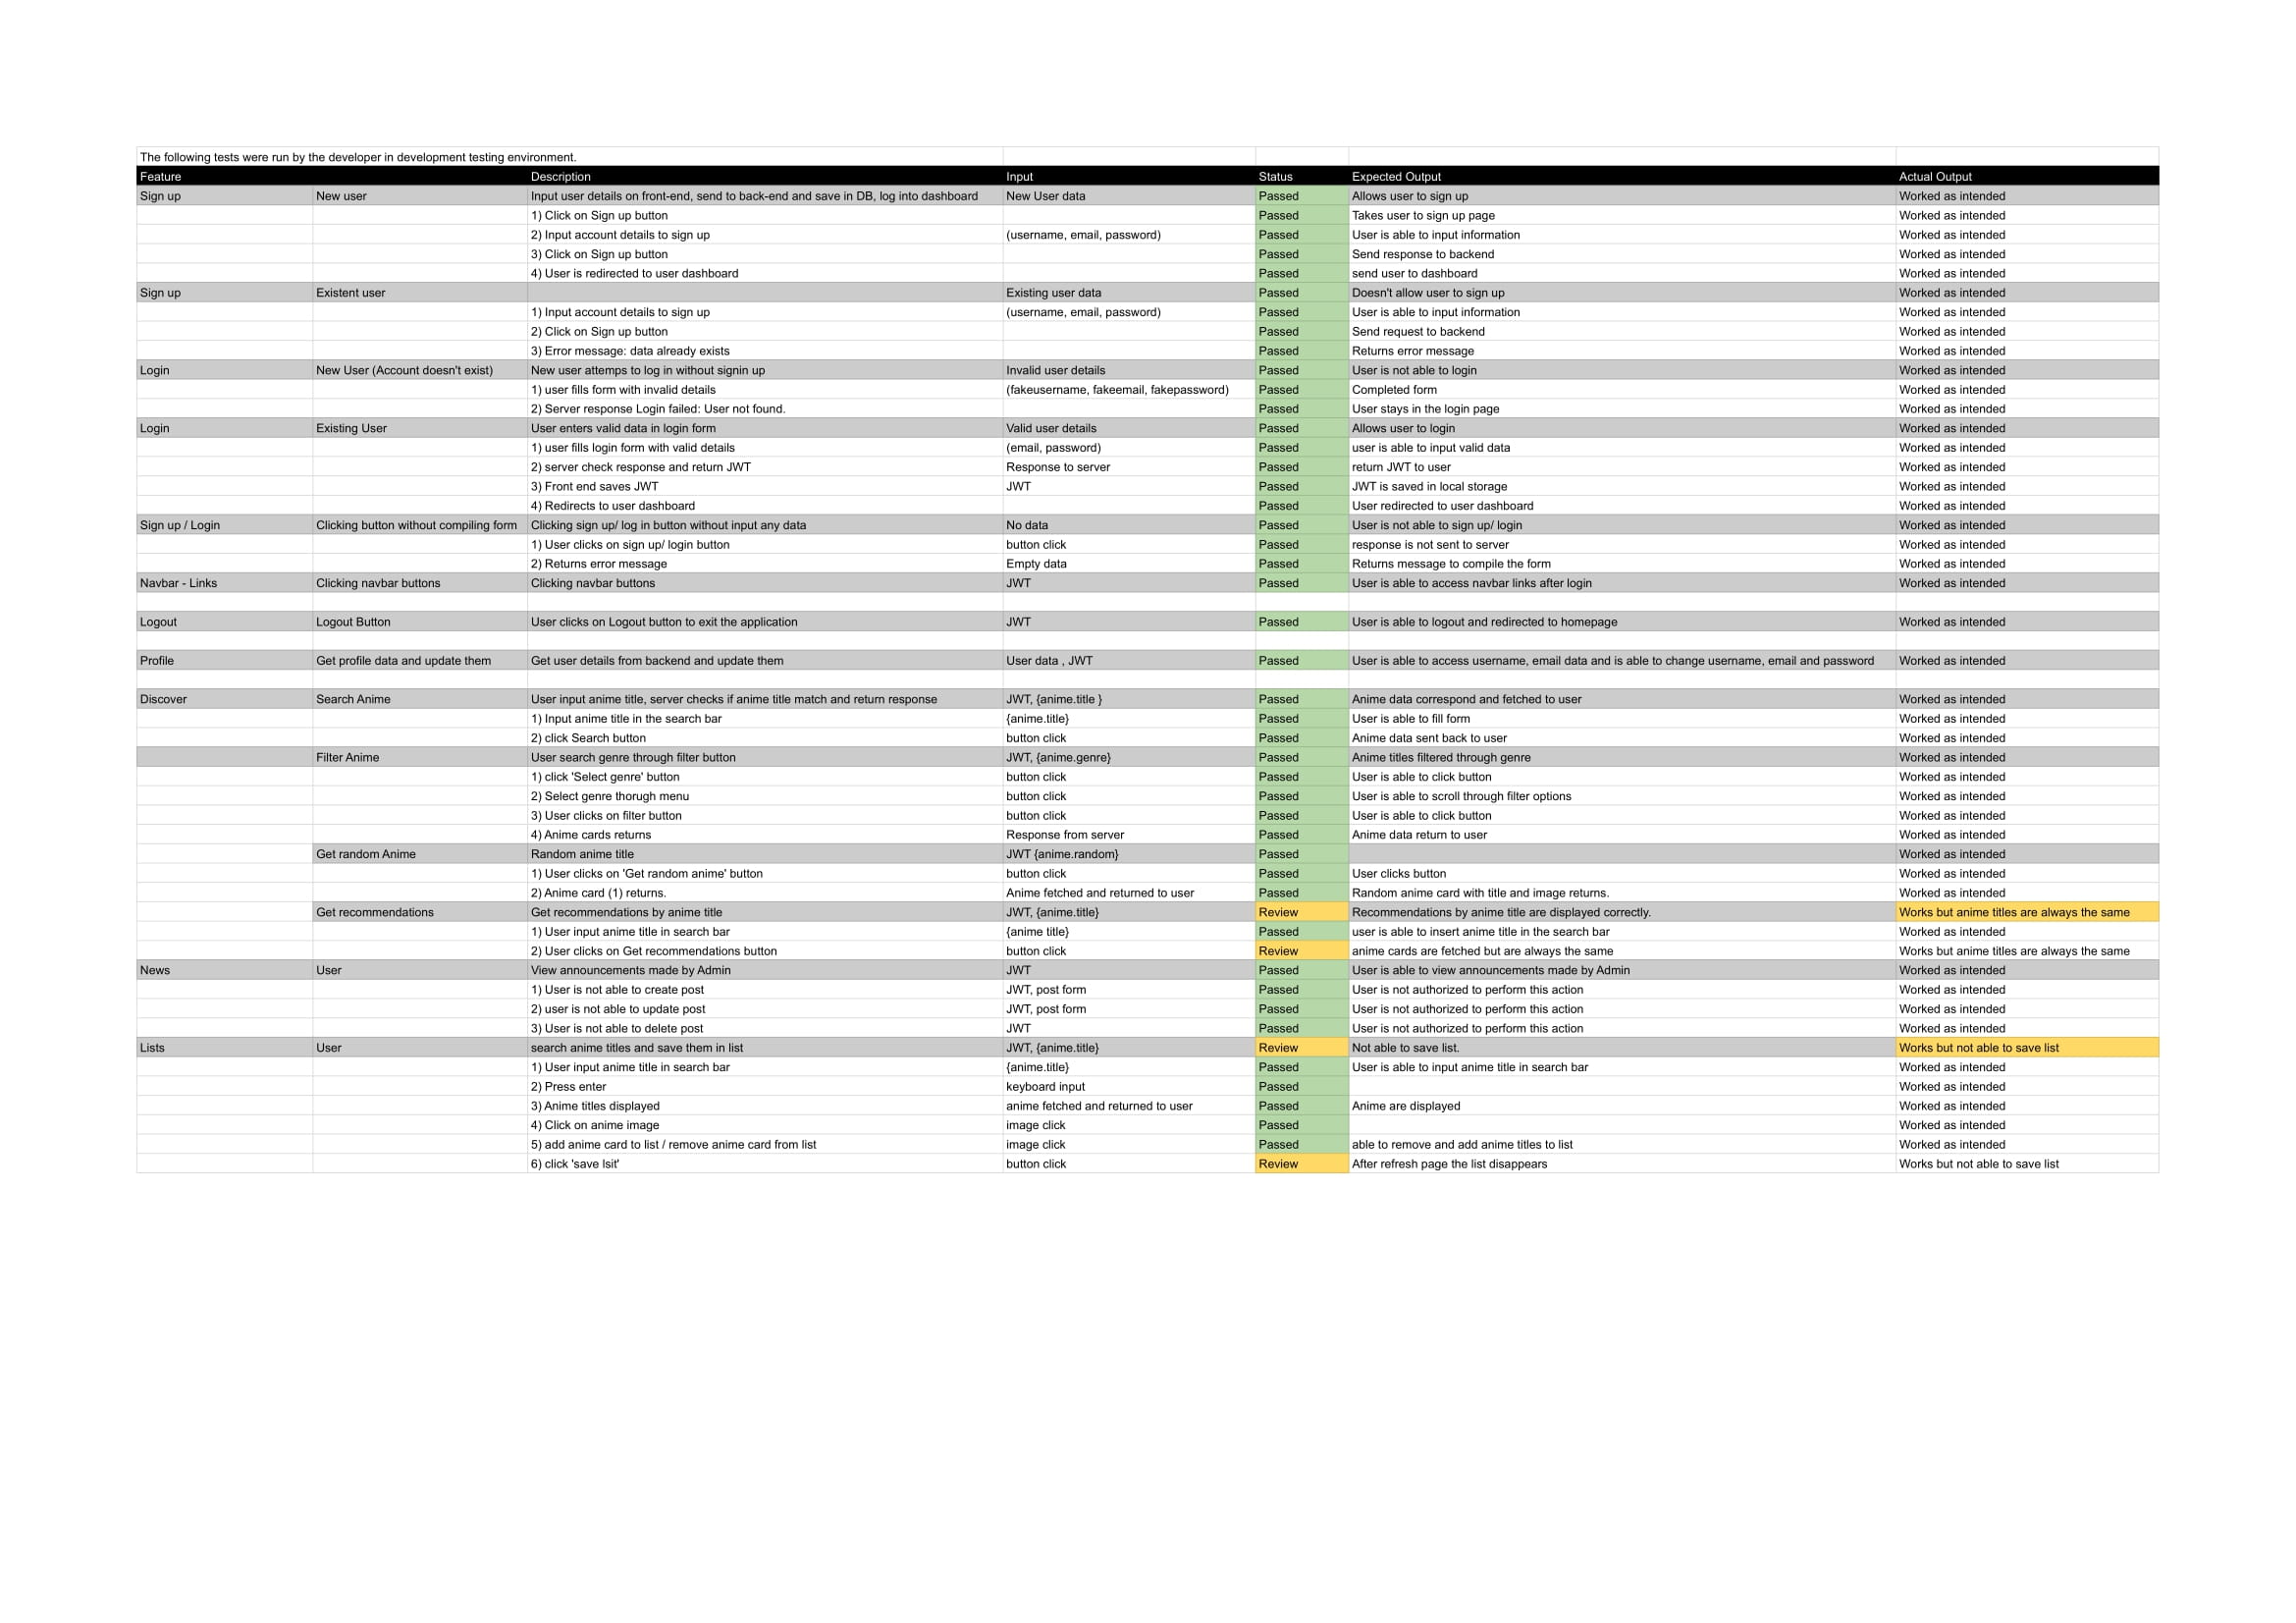 The following tests were run by the developer in development testing environment.
Feature Description Input Status Expected Output Actual Output
Sign up New user Input user details on front-end, send to back-end and save in DB, log into dashboard New User data Passed Allows user to sign up Worked as intended
1) Click on Sign up button Passed Takes user to sign up page Worked as intended
2) Input account details to sign up (username, email, password) Passed User is able to input information Worked as intended
3) Click on Sign up button Passed Send response to backend Worked as intended
4) User is redirected to user dashboard Passed send user to dashboard Worked as intended
Sign up Existent user Existing user data Passed Doesn't allow user to sign up Worked as intended
1) Input account details to sign up (username, email, password) Passed User is able to input information Worked as intended
2) Click on Sign up button Passed Send request to backend Worked as intended
3) Error message: data already exists Passed Returns error message Worked as intended
Login New User (Account doesn't exist) New user attemps to log in without signin up Invalid user details Passed User is not able to login Worked as intended
1) user fills form with invalid details (fakeusername, fakeemail, fakepassword) Passed Completed form Worked as intended
2) Server response Login failed: User not found. Passed User stays in the login page Worked as intended
Login Existing User User enters valid data in login form Valid user details Passed Allows user to login Worked as intended
1) user fills login form with valid details (email, password) Passed user is able to input valid data Worked as intended
2) server check response and return JWT Response to server Passed return JWT to user Worked as intended
3) Front end saves JWT JWT Passed JWT is saved in local storage Worked as intended
4) Redirects to user dashboard Passed User redirected to user dashboard Worked as intended
Sign up / Login Clicking button without compiling form Clicking sign up/ log in button without input any data No data Passed User is not able to sign up/ login Worked as intended
1) User clicks on sign up/ login button button click Passed response is not sent to server Worked as intended
2) Returns error message Empty data Passed Returns message to compile the form Worked as intended
Navbar - Links Clicking navbar buttons Clicking navbar buttons JWT Passed User is able to access navbar links after login Worked as intended
Logout Logout Button User clicks on Logout button to exit the application JWT Passed User is able to logout and redirected to homepage Worked as intended
Profile Get profile data and update them Get user details from backend and update them User data , JWT Passed User is able to access username, email data and is able to change username, email and password Worked as intended
Discover Search Anime User input anime title, server checks if anime title match and return response JWT, {anime.title } Passed Anime data correspond and fetched to user Worked as intended
1) Input anime title in the search bar {anime.title} Passed User is able to fill form Worked as intended
2) click Search button button click Passed Anime data sent back to user Worked as intended
Filter Anime User search genre through filter button JWT, {anime.genre} Passed Anime titles filtered through genre Worked as intended
1) click 'Select genre' button button click Passed User is able to click button Worked as intended
2) Select genre thorugh menu button click Passed User is able to scroll through filter options Worked as intended
3) User clicks on filter button button click Passed User is able to click button Worked as intended
4) Anime cards returns Response from server Passed Anime data return to user Worked as intended
Get random Anime Random anime title JWT {anime.random} Passed Worked as intended
1) User clicks on 'Get random anime' button button click Passed User clicks button Worked as intended
2) Anime card (1) returns. Anime fetched and returned to user Passed Random anime card with title and image returns. Worked as intended
Get recommendations Get recommendations by anime title JWT, {anime.title} Review Recommendations by anime title are displayed correctly. Works but anime titles are always the same
1) User input anime title in search bar {anime title} Passed user is able to insert anime title in the search bar Worked as intended
2) User clicks on Get recommendations button button click Review anime cards are fetched but are always the same Works but anime titles are always the same
News User View announcements made by Admin JWT Passed User is able to view announcements made by Admin Worked as intended
1) User is not able to create post JWT, post form Passed User is not authorized to perform this action Worked as intended
2) user is not able to update post JWT, post form Passed User is not authorized to perform this action Worked as intended
3) User is not able to delete post JWT Passed User is not authorized to perform this action Worked as intended
Lists User search anime titles and save them in list JWT, {anime.title} Review Not able to save list. Works but not able to save list
1) User input anime title in search bar {anime.title} Passed User is able to input anime title in search bar Worked as intended
2) Press enter keyboard input Passed Worked as intended
3) Anime titles displayed anime fetched and returned to user Passed Anime are displayed Worked as intended
4) Click on anime image image click Passed Worked as intended
5) add anime card to list / remove anime card from list image click Passed able to remove and add anime titles to list Worked as intended
6) click 'save lsit' button click Review After refresh page the list disappears Works but not able to save list